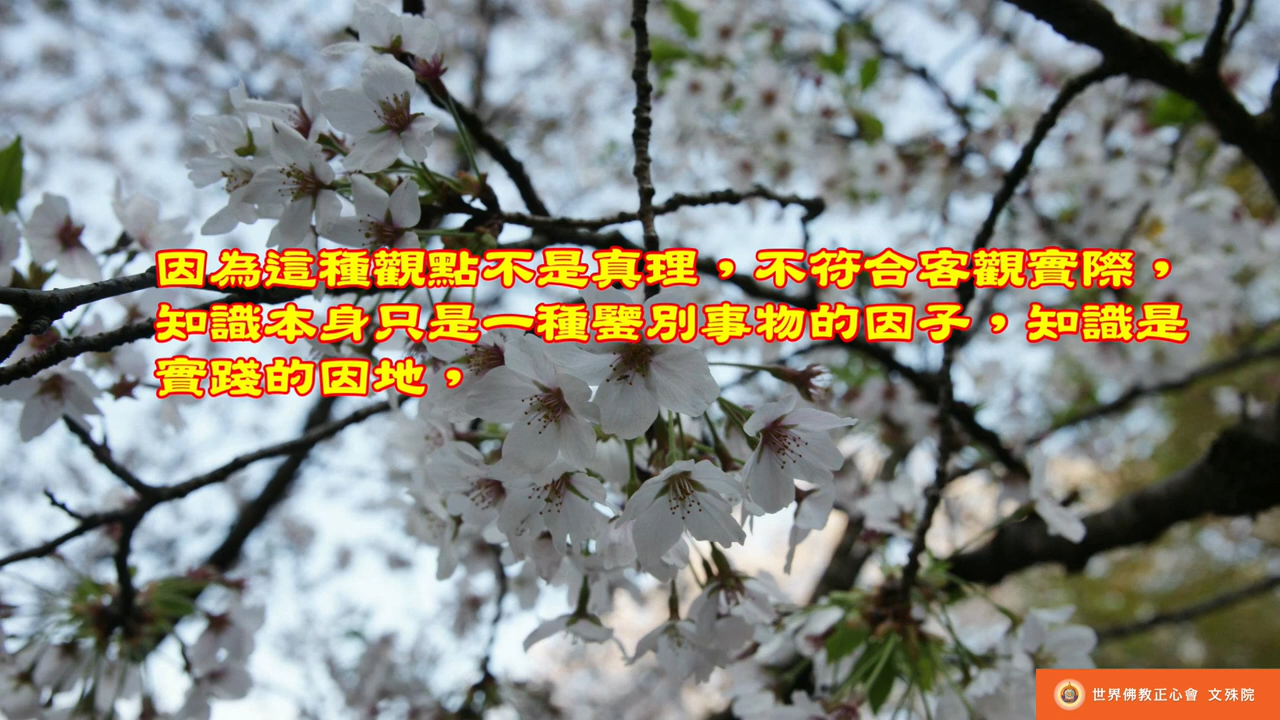 因為這種觀點不是真理，不符合客觀實際，
知識本身只是一種鑒別事物的因子，知識是
實踐的因地，
世界佛教正心會 文殊院